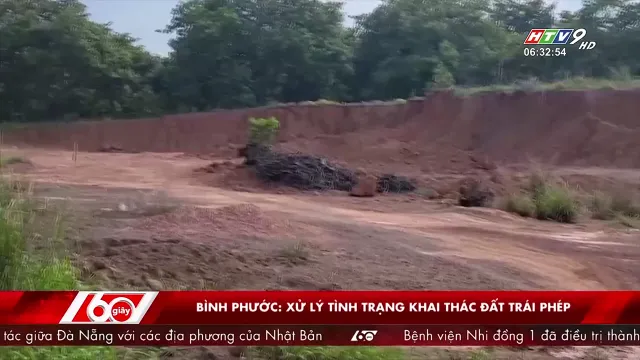 HTV9 HD
06:32:54
60 giây
BÌNH PHƯỚC: XỬ LÝ TÌNH TRẠNG KHAI THÁC ĐẤT TRÁI PHÉP
tác giữa Đà Nẵng với các địa phương của Nhật Bản 60 Bệnh viện Nhi đồng 1 đã điều trị thành